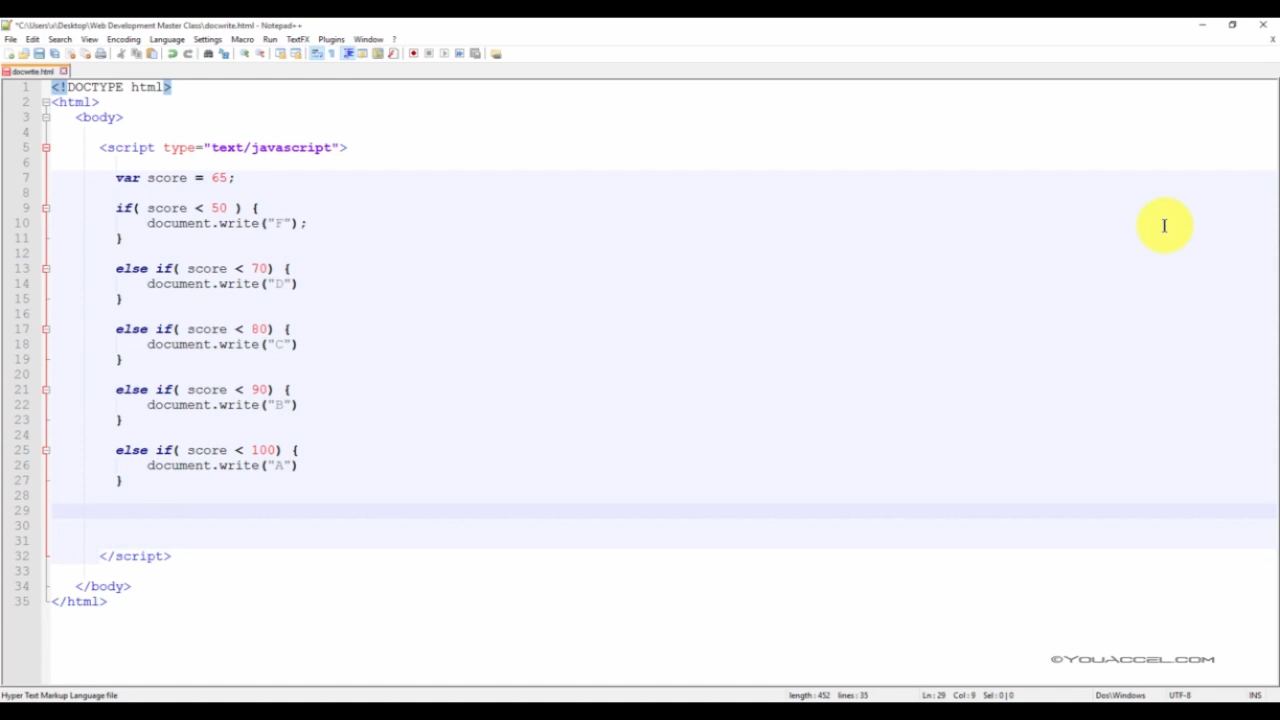 *C:\Users\x\Desktop\Web Development Master Class\docwrite.html - Notepad++
File Edit Search View Encoding Language Settings Macro Run TextFX Plugins Window ?
X
docwrite.html
1 <!DOCTYPE html>
2 <html>
3 <body>
4
5 <script type="text/javascript">
6
7 var score = 65;
8
9 if( score < 50 ) {
10 document.write("F");
11 }
12
13 else if( score < 70) {
14 document.write("D")
15 }
16
17 else if( score < 80) {
18 document.write("C")
19 }
20
21 else if( score < 90) {
22 document.write("B")
23 }
24
25 else if( score < 100) {
26 document.write("A")
27 }
28
29
30
31
32 </script>
33
34 </body>
35 </html>
©YOUACCEL.COM
Hyper Text Markup Language file length : 452 lines : 35 Ln : 29 Col : 9 Sel : 0 | 0 Dos\Windows UTF-8 INS